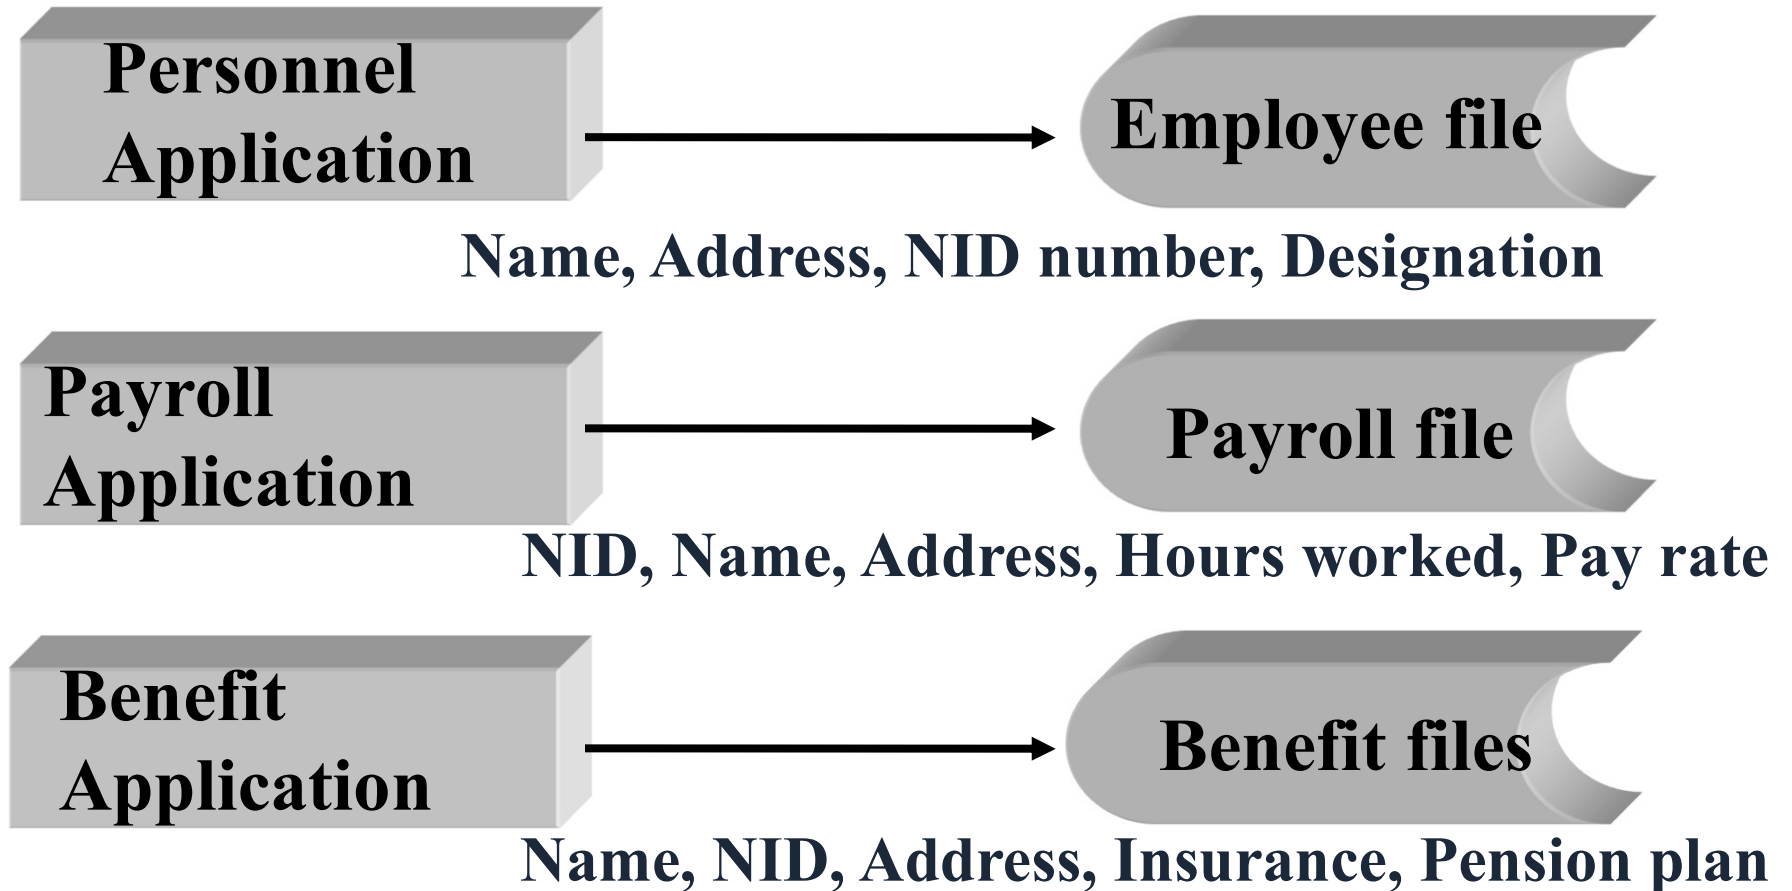 Personnel
Application
Employee file
Name, Address, NID number, Designation
Payroll
Application
Payroll file
NID, Name, Address, Hours worked, Pay rate
Benefit
Application
Benefit files
Name, NID, Address, Insurance, Pension plan